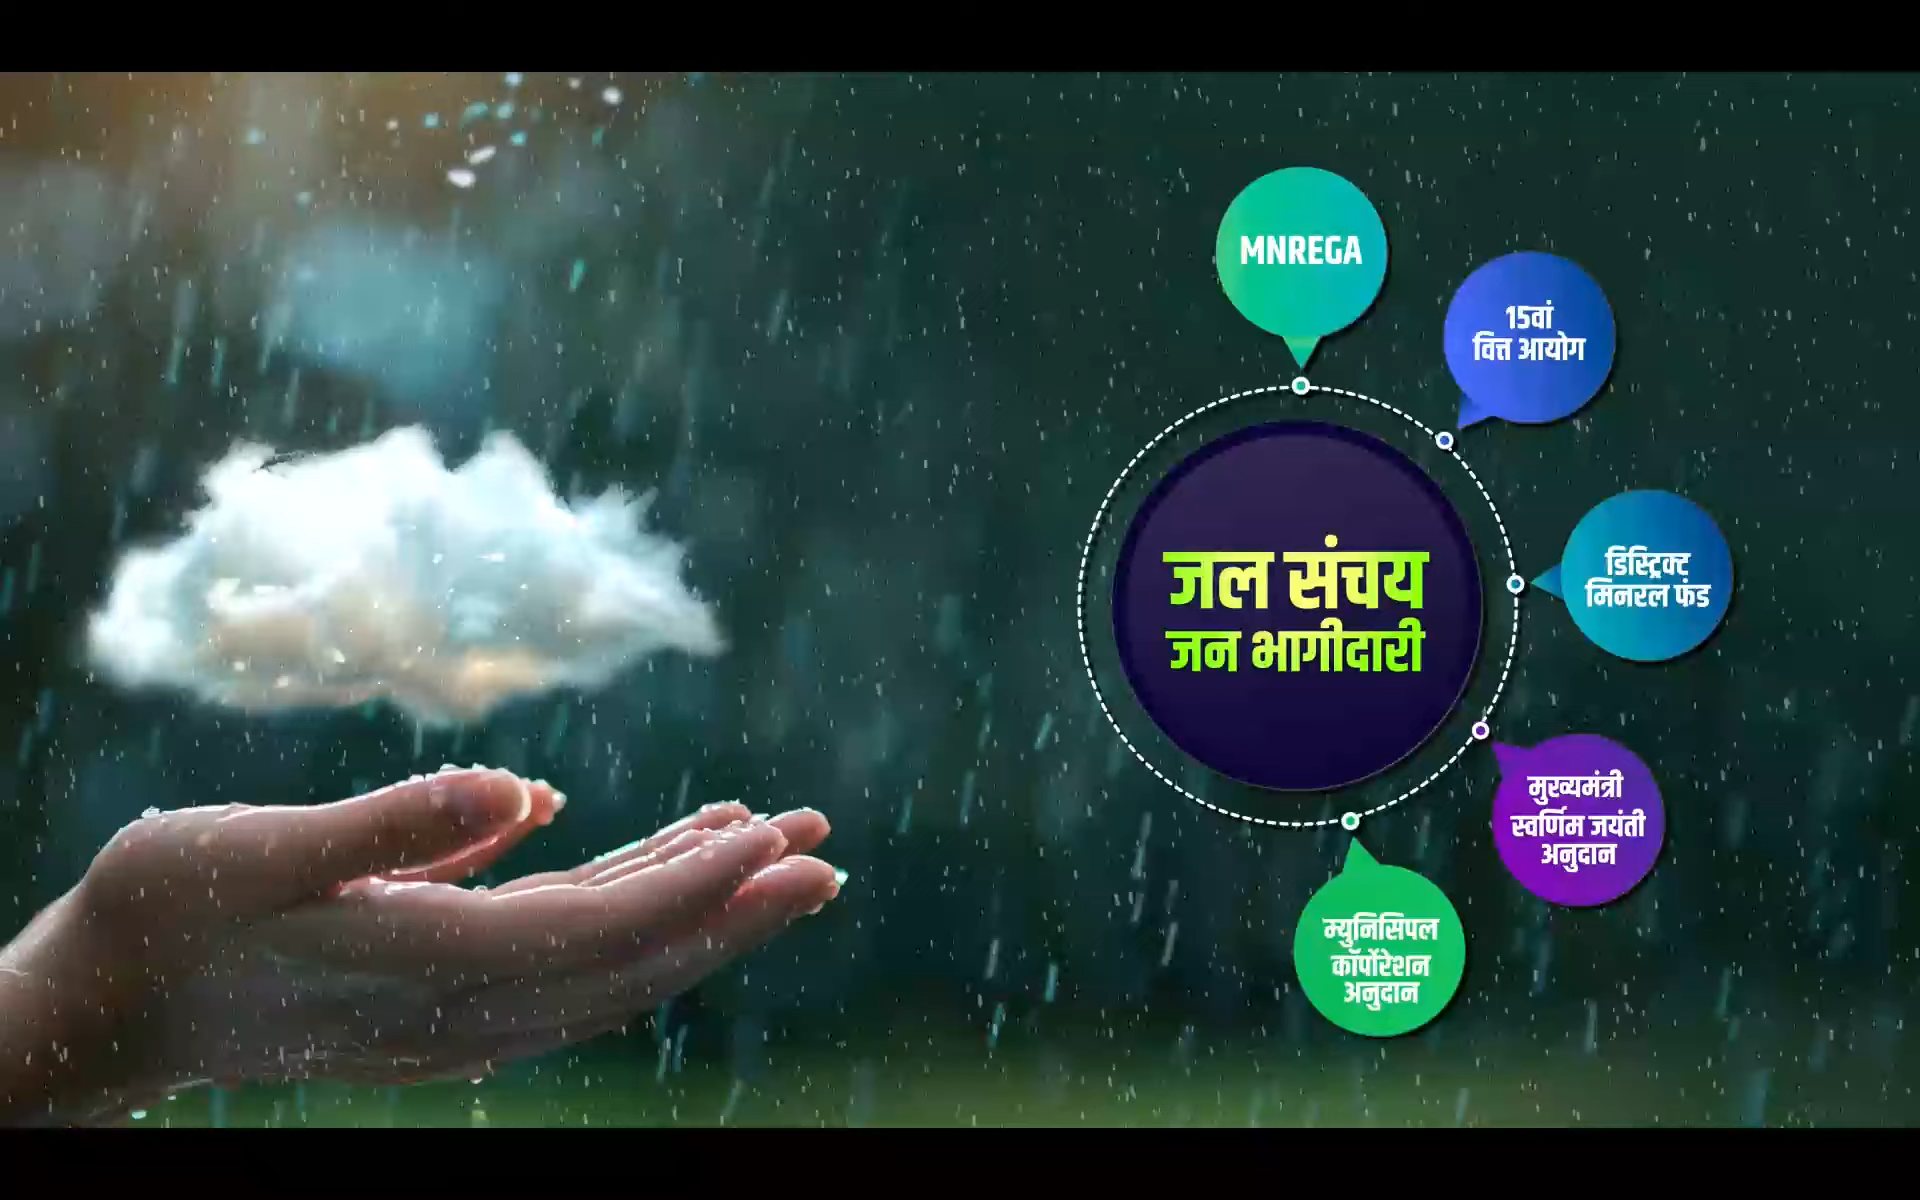 MNREGA
15वां
वित्त आयोग
डिस्ट्रिक्ट
मिनरल फंड
जल संचय
जन भागीदारी
मुख्यमंत्री
स्वर्णिम जयंती
अनुदान
म्युनिसिपल
कॉर्पोरेशन
अनुदान